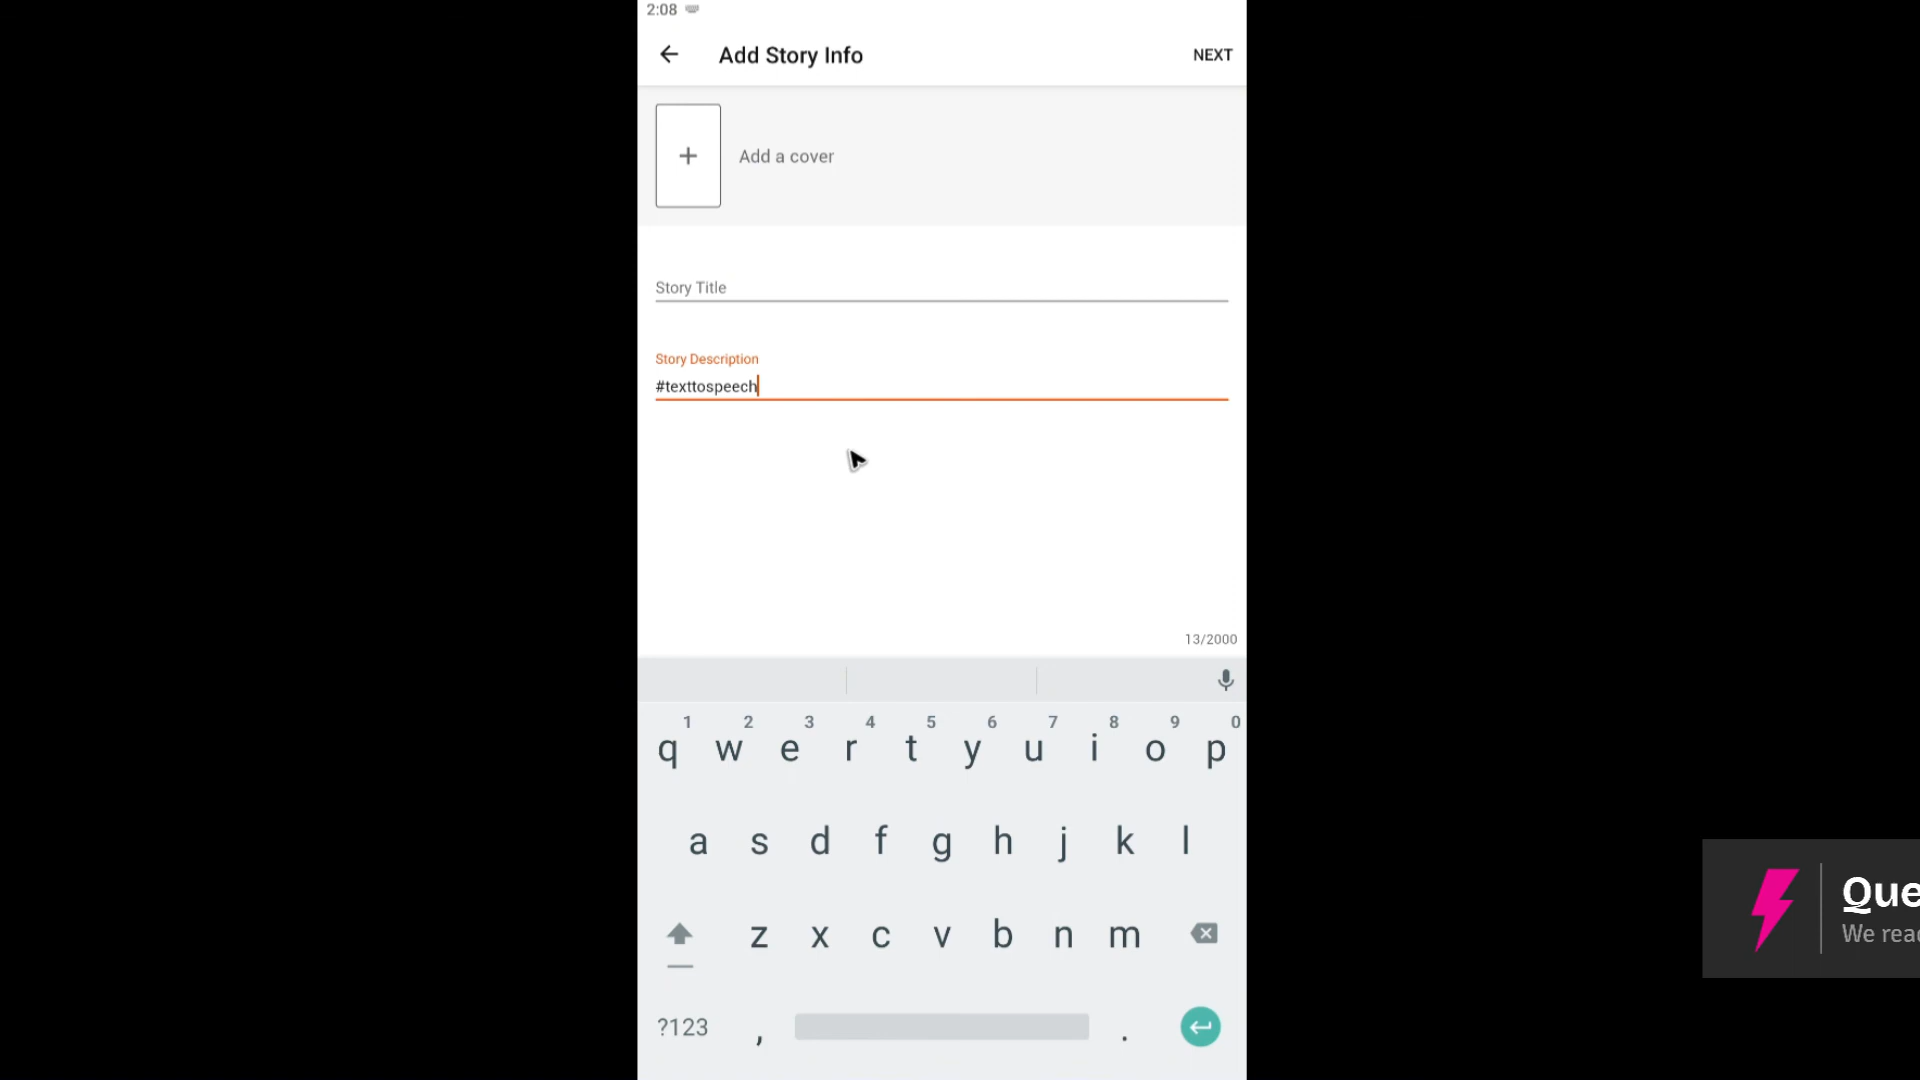 2:08
Add Story Info
NEXT
+
Add a cover
Story Title
Story Description
#texttospeech
13/2000
1 2 3 4 5 6 7 8 9 0
q w e r t y u i o p
a s d f g h j k l
z x c v b n m
?123 , .
Que
We read